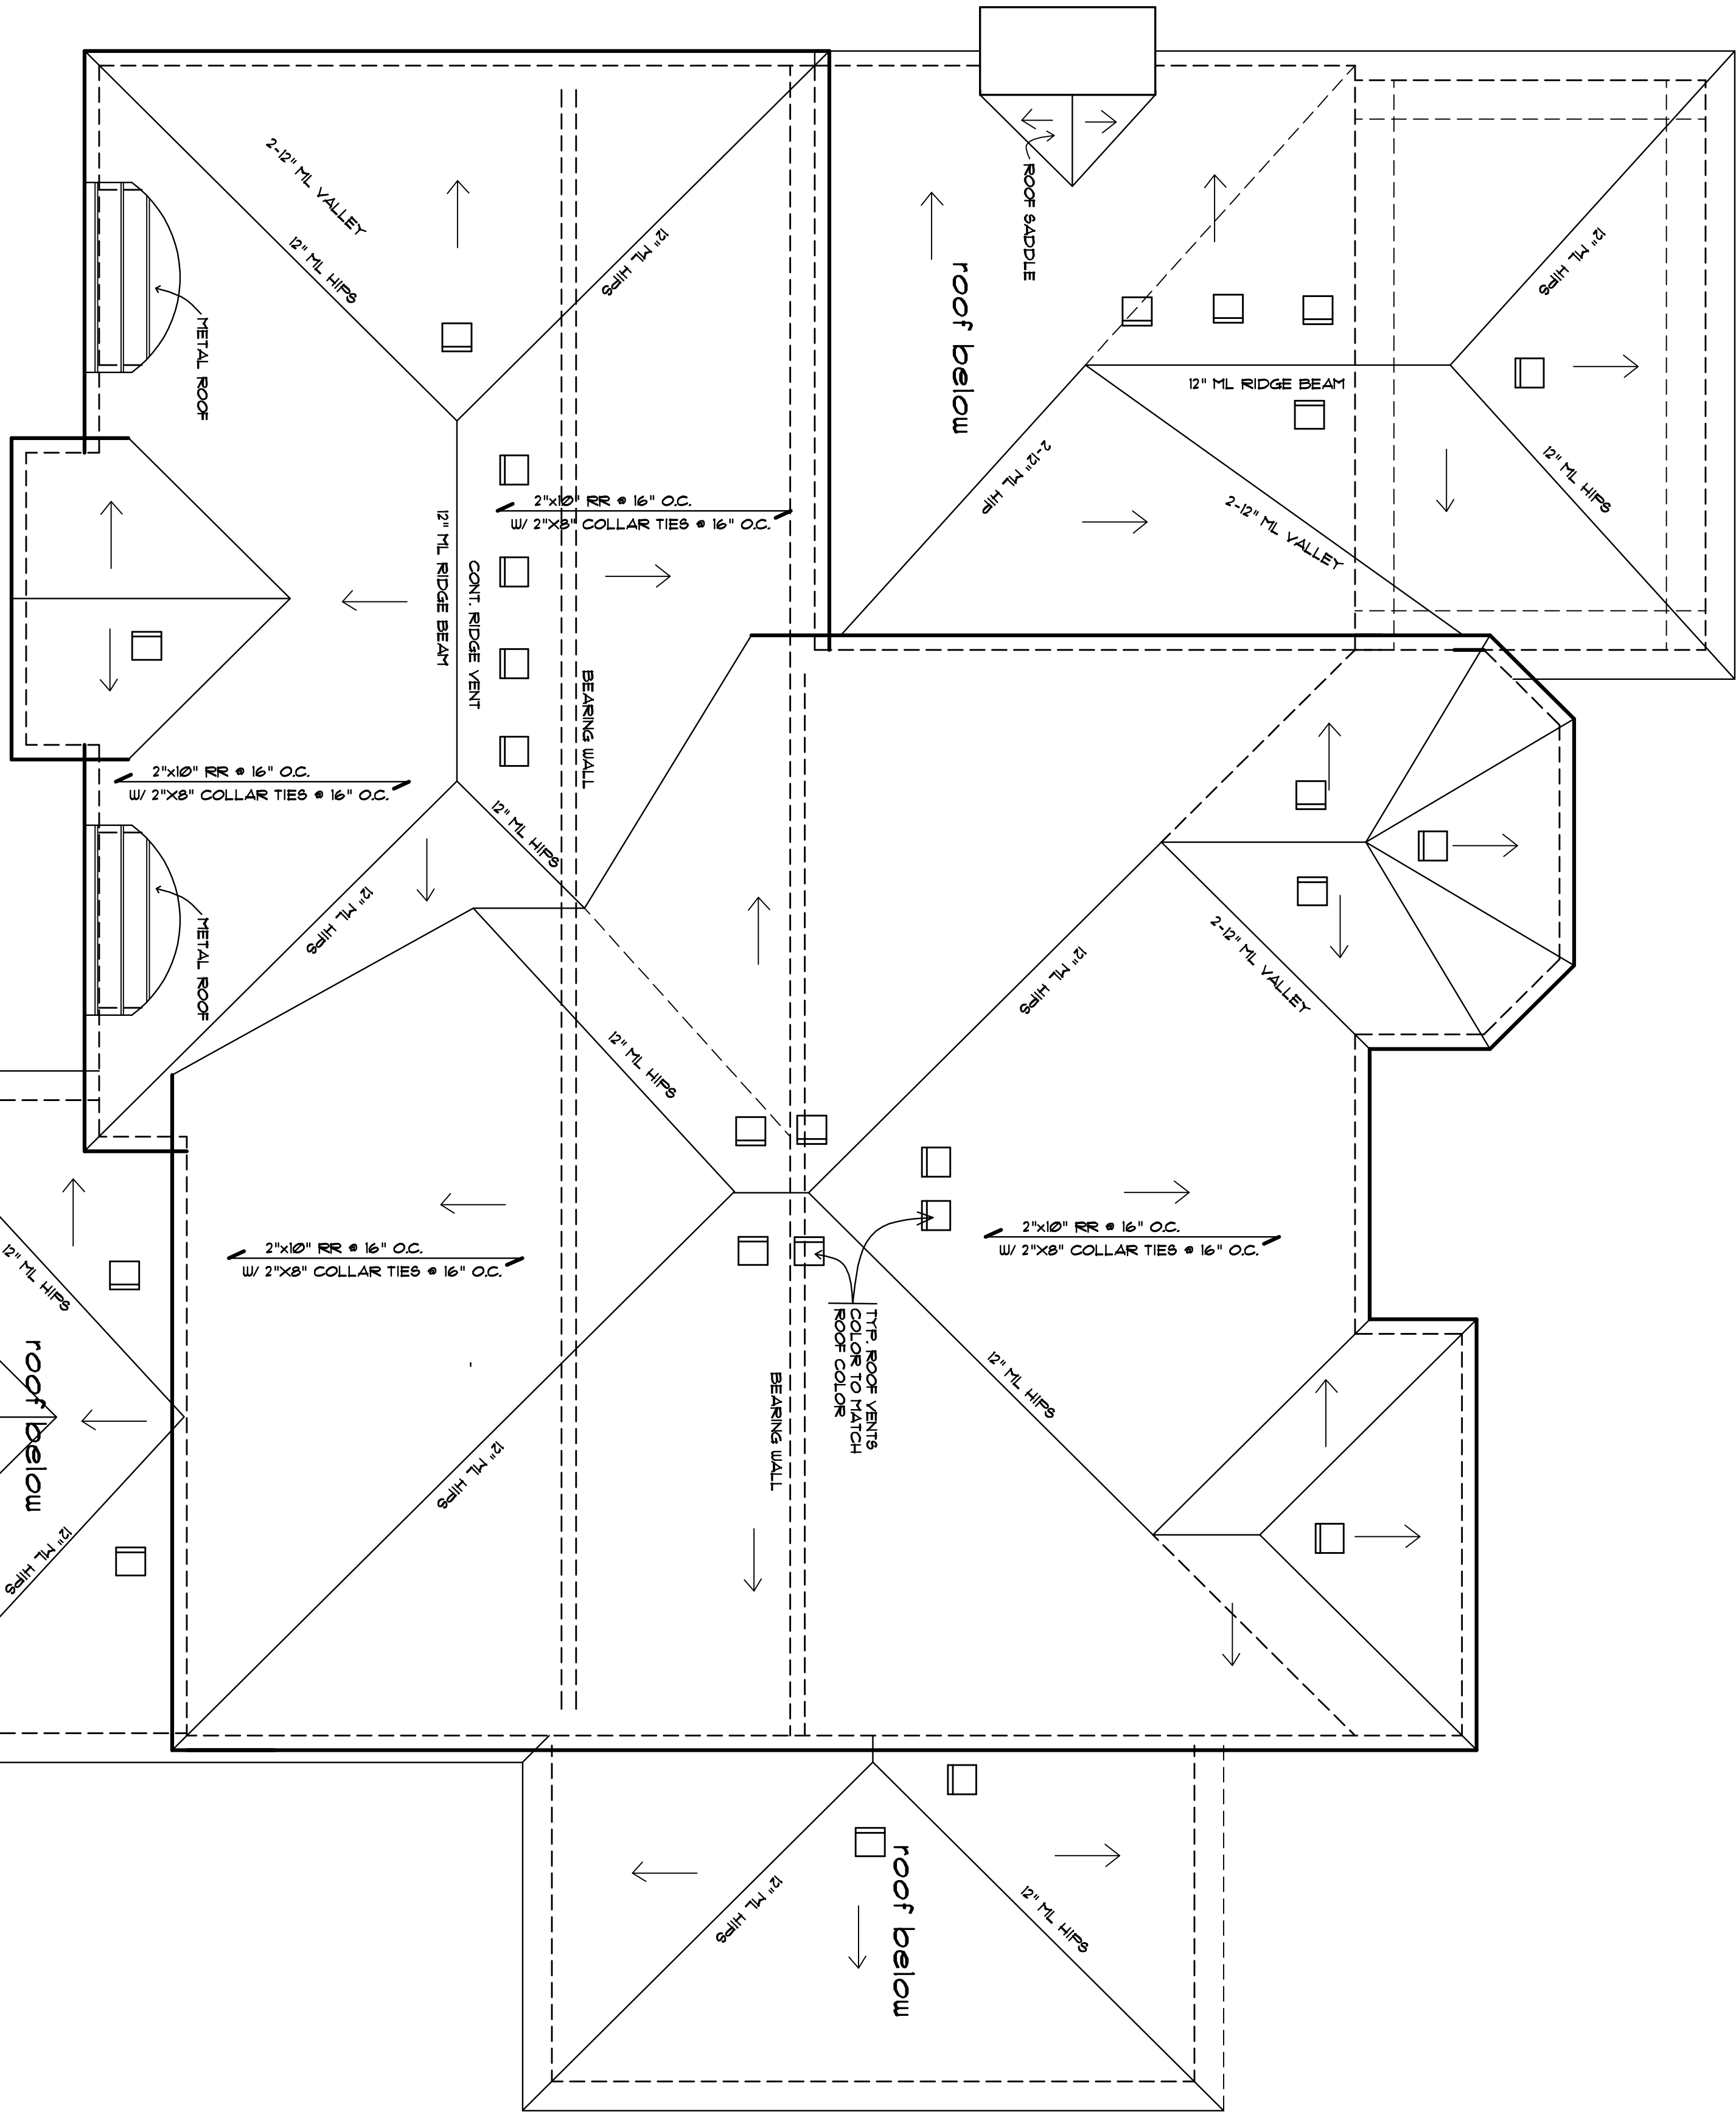 2-12" ML VALLEY
12" ML HIPS
12" ML HIPS
METAL ROOF
ROOF SADDLE
roof below
12" ML HIPS
12" ML RIDGE BEAM
12" ML HIPS
2-12" ML HIP
2-12" ML VALLEY
2"x10" RR @ 16" O.C.
W/ 2"X8" COLLAR TIES @ 16" O.C.
12" ML RIDGE BEAM
CONT. RIDGE VENT
BEARING WALL
2"x10" RR @ 16" O.C.
W/ 2"X8" COLLAR TIES @ 16" O.C.
12" ML HIPS
12" ML HIPS
METAL ROOF
12" ML HIPS
12" ML HIPS
2-12" ML VALLEY
2"x10" RR @ 16" O.C.
W/ 2"X8" COLLAR TIES @ 16" O.C.
2"x10" RR @ 16" O.C.
W/ 2"X8" COLLAR TIES @ 16" O.C.
12" ML HIPS
roof below
12" ML HIPS
TYP. ROOF VENTS
COLOR TO MATCH
ROOF COLOR
BEARING WALL
12" ML HIPS
12" ML HIPS
roof below
12" ML HIPS
12" ML HIPS